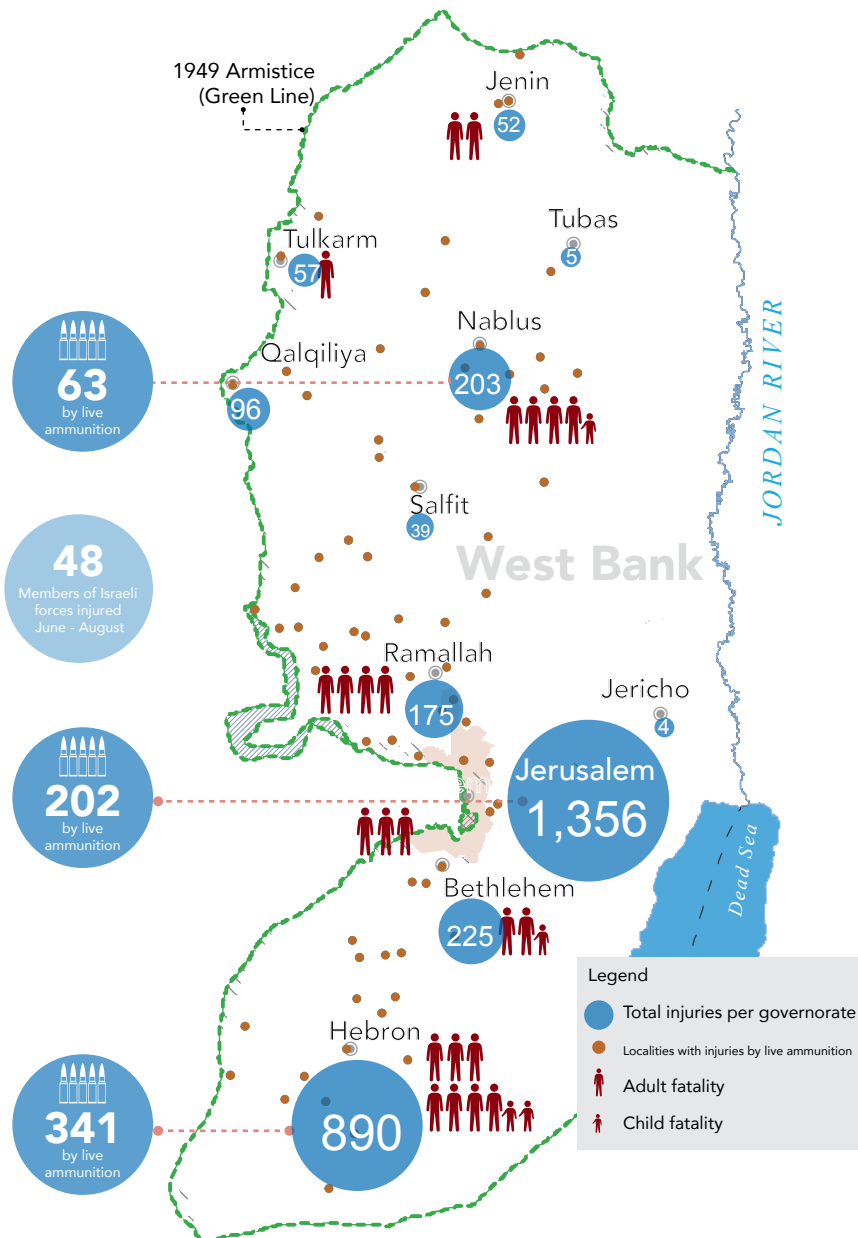 1949 Armistice
(Green Line)
Jenin
52
Tubas
5
Tulkarm
57
Nablus
203
Qalqiliya
96
63
by live
ammunition
JORDAN RIVER
Salfit
39
West Bank
48
Members of Israeli
forces injured
June - August
Ramallah
175
Jericho
4
202
by live
ammunition
Jerusalem
1,356
Dead Sea
Bethlehem
225
Hebron
890
341
by live
ammunition
Legend
Total injuries per governorate
Localities with injuries by live ammunition
Adult fatality
Child fatality